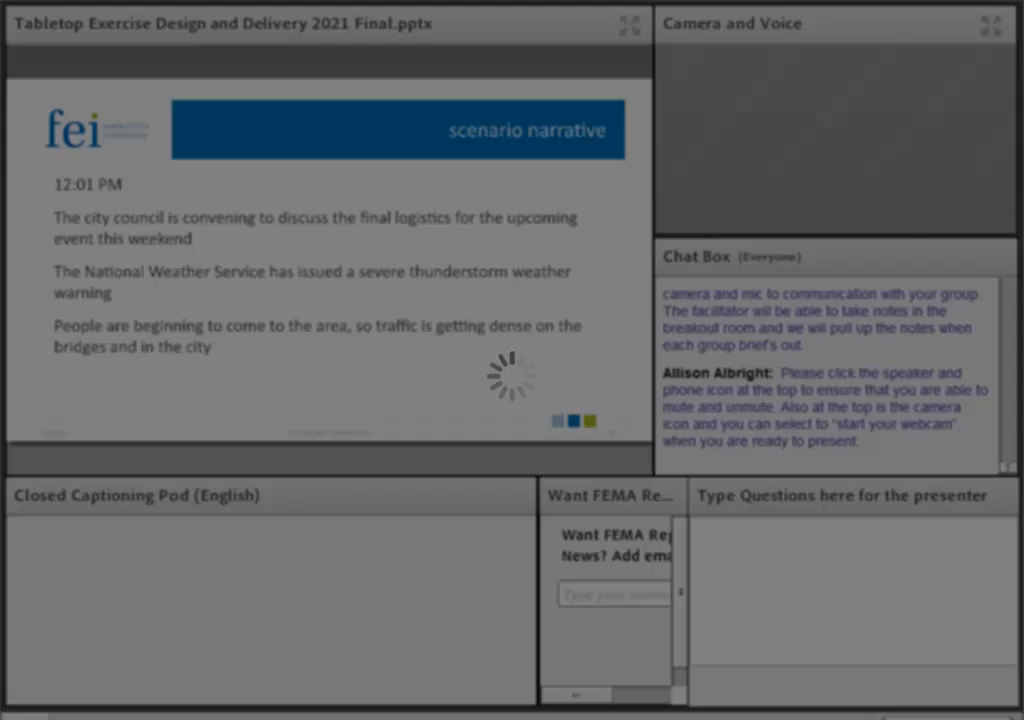 Tabletop Exercise Design and Delivery 2021 Final.pptx
Camera and Voice
fei
scenario narrative
12:01 PM
The city council is convening to discuss the final logistics for the upcoming
event this weekend
The National Weather Service has issued a severe thunderstorm weather
warning
People are beginning to come to the area, so traffic is getting dense on the
bridges and in the city
Chat Box (Everyone)
camera and mic to communication with your group.
The facilitator will be able to take notes in the
breakout room and we will pull up the notes when
each group brief's out.
Allison Albright: Please click the speaker and
phone icon at the top to ensure that you are able to
mute and unmute. Also at the top is the camera
icon and you can select to "start your webcam"
when you are ready to present.
Closed Captioning Pod (English)
Want FEMA Re...
Want FEMA Reg
News? Add ema
Type your answe
Type Questions here for the presenter